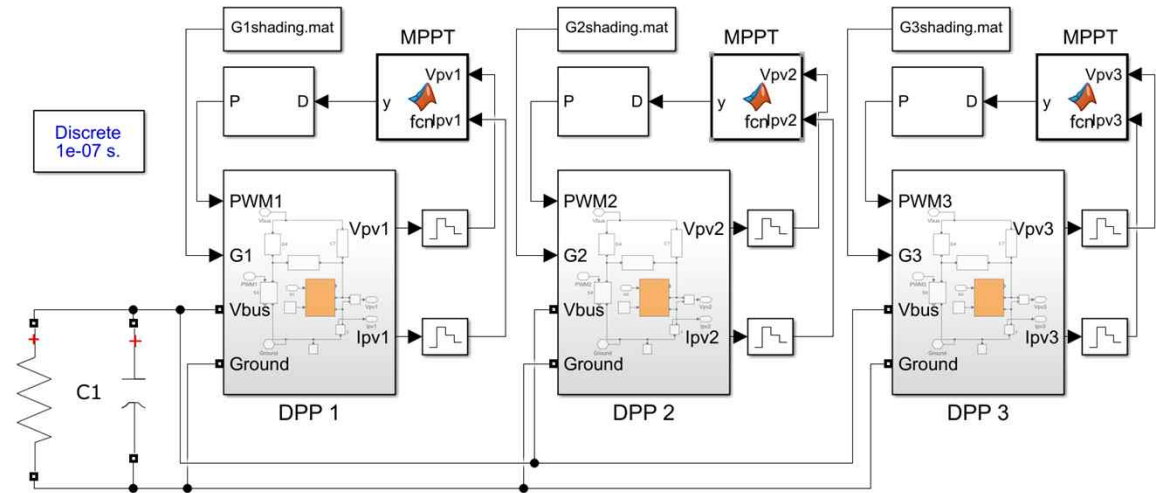 G1shading.mat
G2shading.mat
G3shading.mat
MPPT
MPPT
MPPT
P D
y fcn Vpv1
Ipv1
P D
y fcn Vpv2
Ipv2
P D
y fcn Vpv3
Ipv3
Discrete
1e-07 s.
PWM1
Vpv1
G1
Vbus
Ipv1
Ground
DPP 1
PWM2
Vpv2
G2
Vbus
Ipv2
Ground
DPP 2
PWM3
Vpv3
G3
Vbus
Ipv3
Ground
DPP 3
+
+
C1